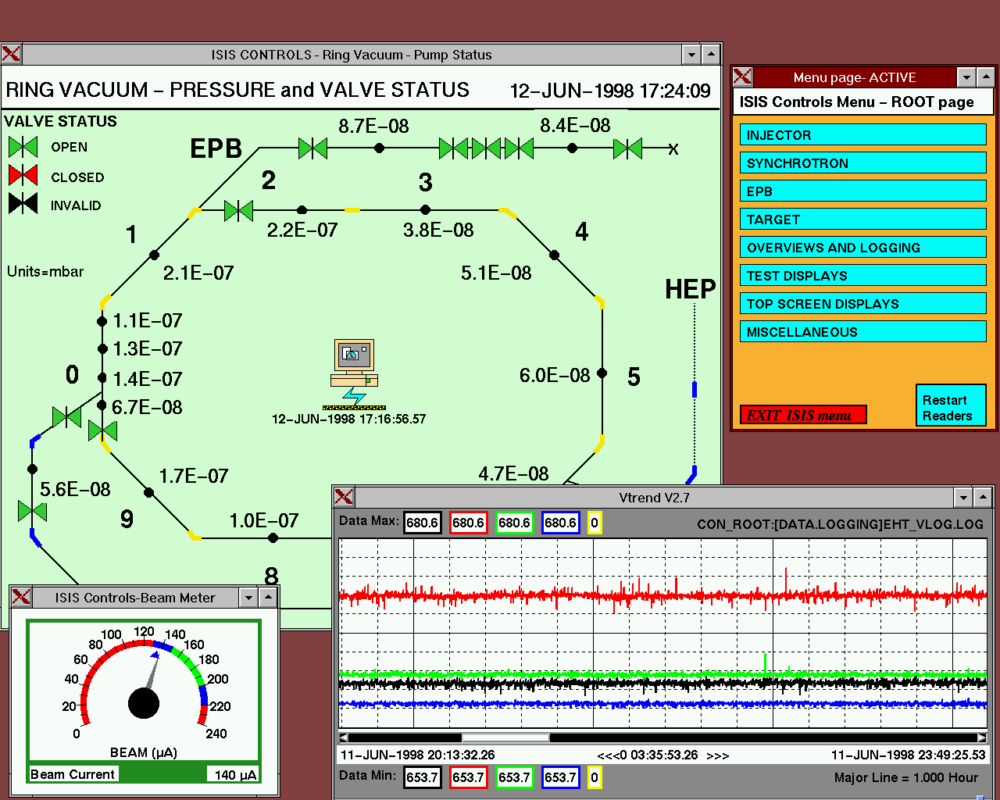 ISIS CONTROLS - Ring Vacuum - Pump Status
RING VACUUM – PRESSURE and VALVE STATUS 12–JUN–1998 17:24:09
VALVE STATUS
OPEN
CLOSED
INVALID
Units=mbar
EPB
8.7E–08
8.4E–08
X
2
3
2.2E–07
3.8E–08
1
2.1E–07
4
5.1E–08
HEP
1.1E–07
1.3E–07
0
1.4E–07
6.7E–08
6.0E–08
5
12–JUN–1998 17:16:56.57
1.7E–07
4.7E–08
5.6E–08
9
1.0E–07
8
Menu page- ACTIVE
ISIS Controls Menu – ROOT page
INJECTOR
SYNCHROTRON
EPB
TARGET
OVERVIEWS AND LOGGING
TEST DISPLAYS
TOP SCREEN DISPLAYS
MISCELLANEOUS
EXIT ISIS menu
Restart
Readers
Vtrend V2.7
Data Max: 680.6 680.6 680.6 680.6 0 CON_ROOT:[DATA.LOGGING]EHT_VLOG.LOG
11–JUN–1998 20:13:32.26 <<<0 03:35:53.26 >>> 11–JUN–1998 23:49:25.53
Data Min: 653.7 653.7 653.7 653.7 0 Major Line = 1.000 Hour
ISIS Controls-Beam Meter
0 20 40 60 80 100 120 140 160 180 200 220 240
BEAM (µA)
Beam Current 140 µA